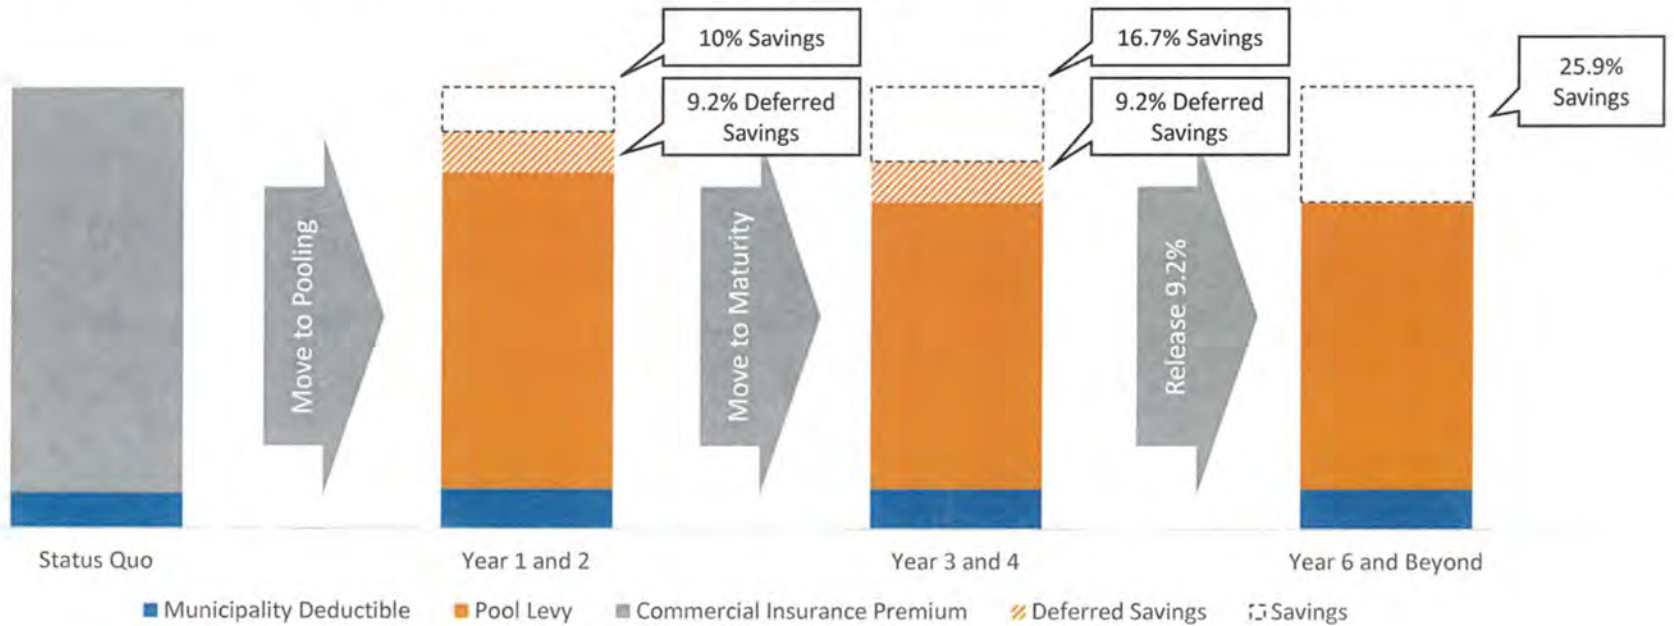 10% Savings
9.2% Deferred
Savings
16.7% Savings
9.2% Deferred
Savings
25.9%
Savings
Move to Pooling
Move to Maturity
Release 9.2%
Status Quo
Year 1 and 2
Year 3 and 4
Year 6 and Beyond
Municipality Deductible
Pool Levy
Commercial Insurance Premium
Deferred Savings
Savings